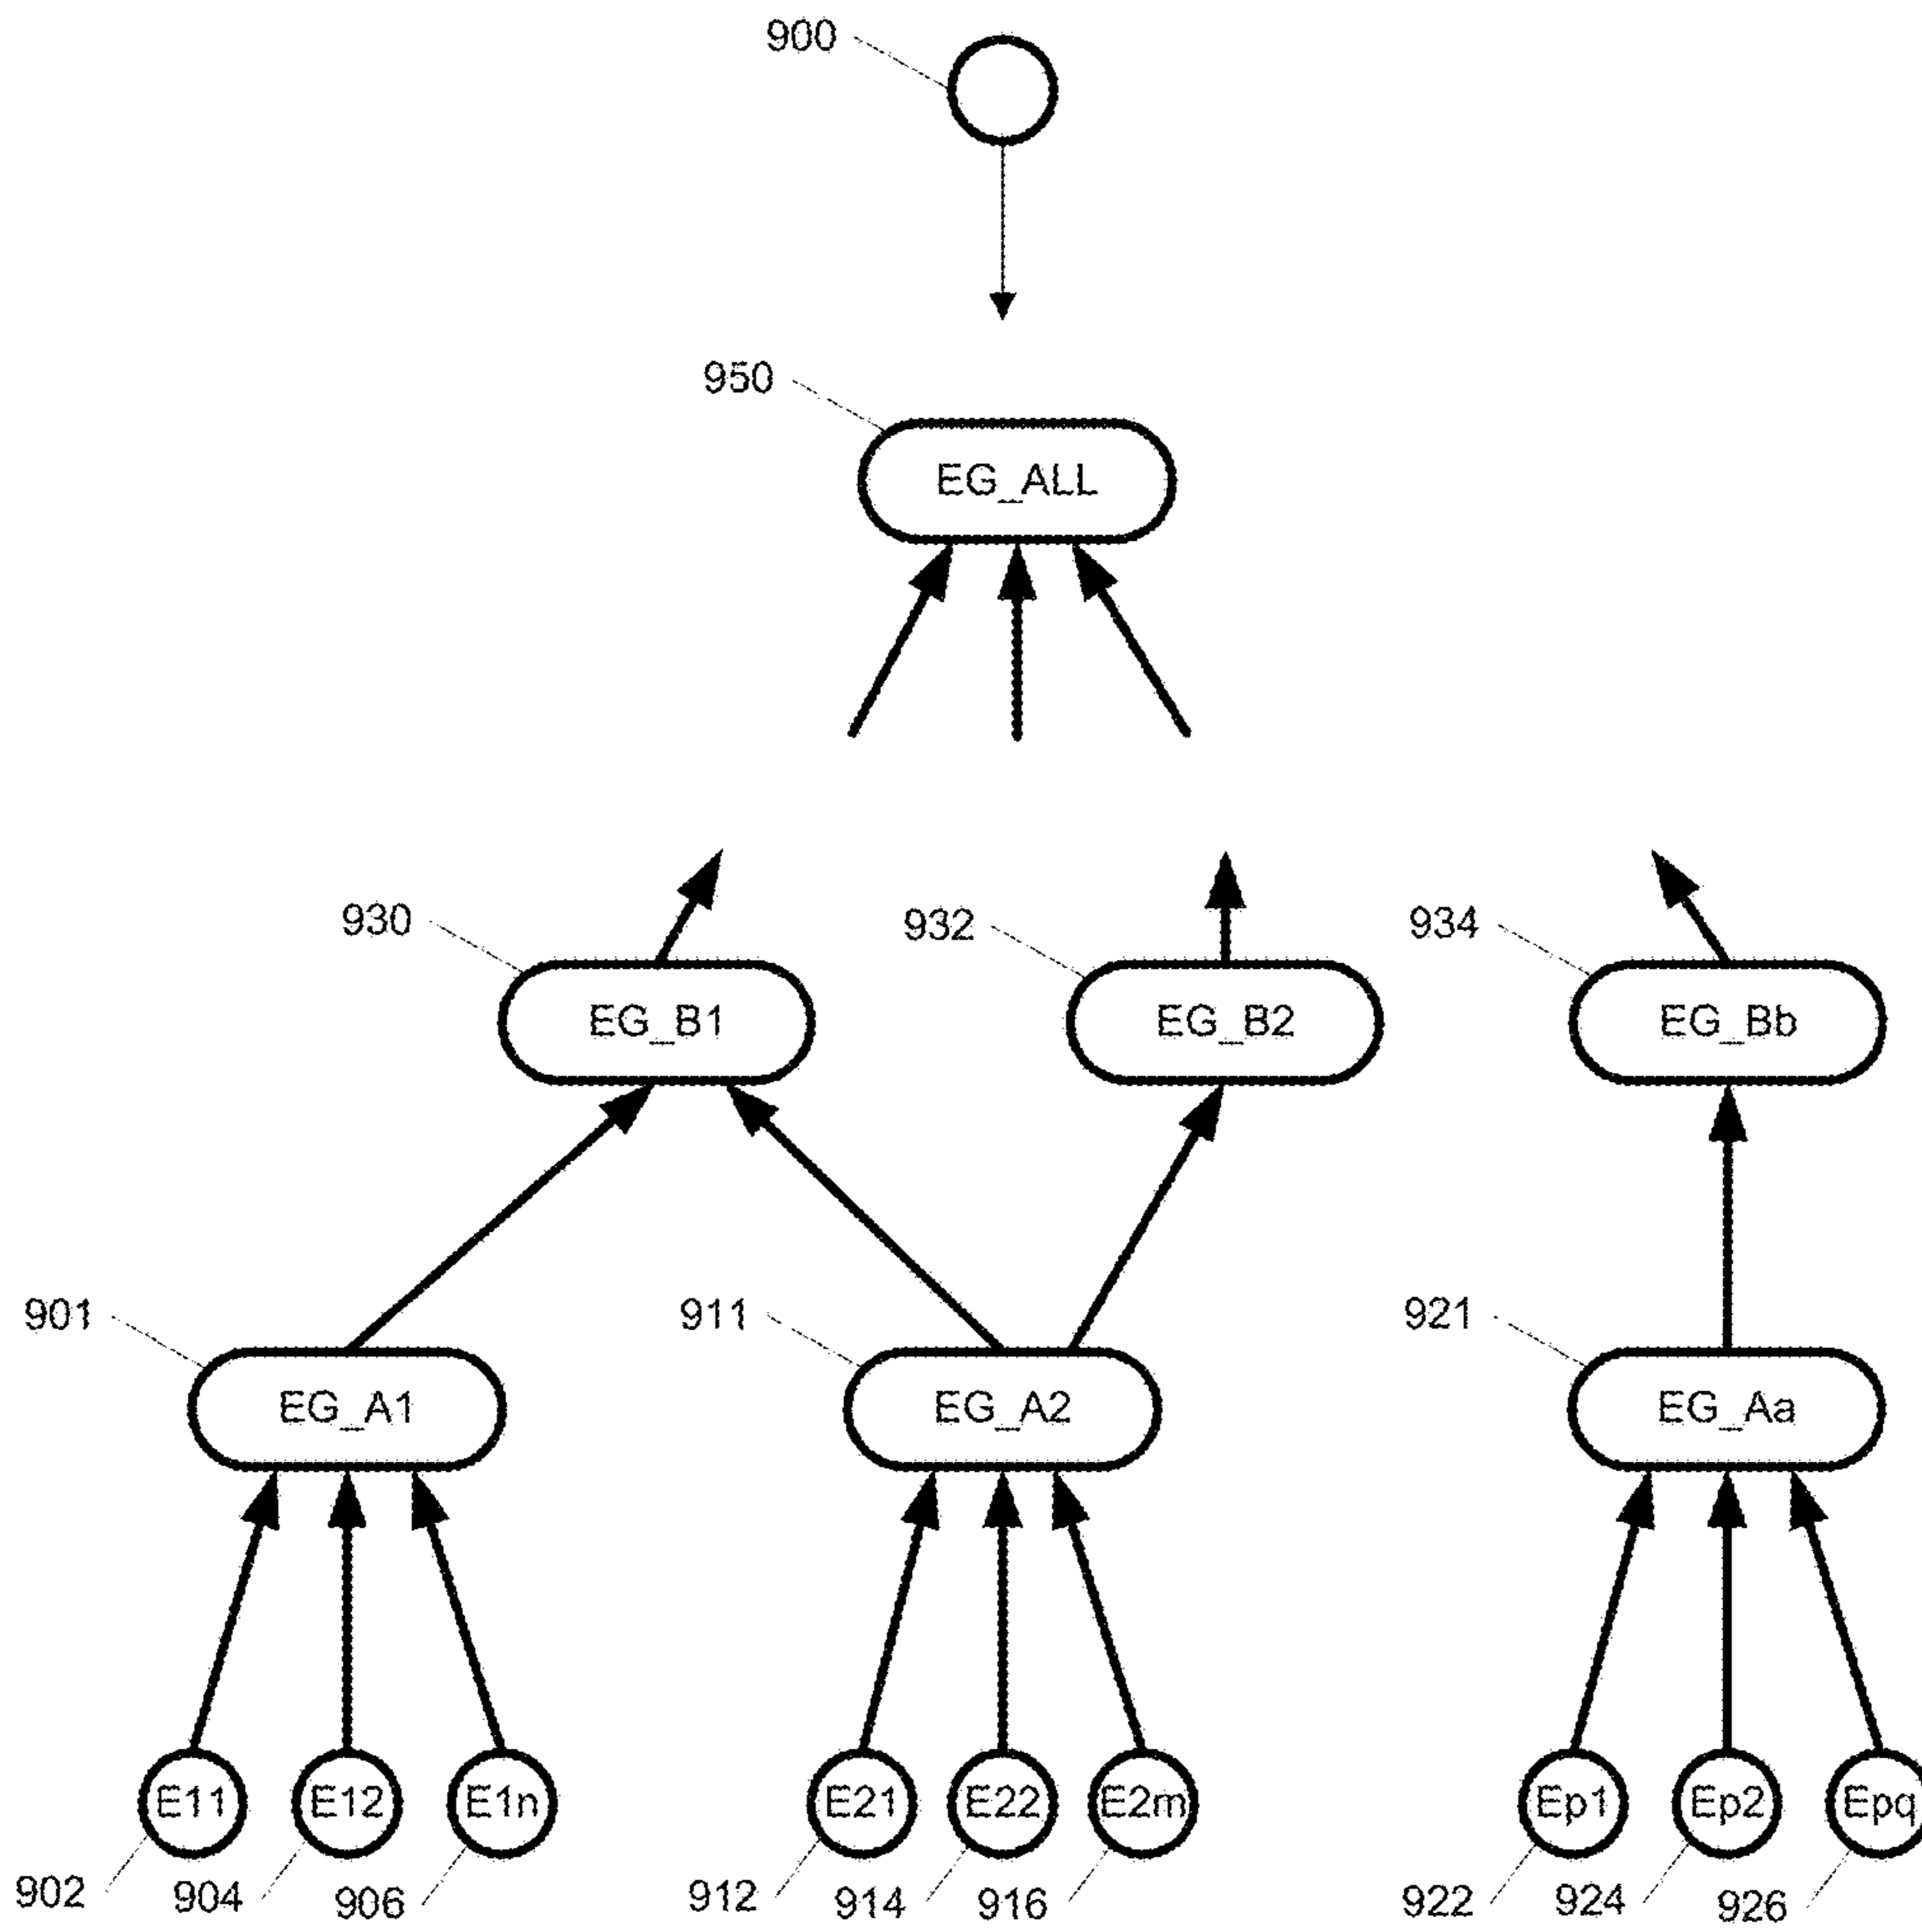 900
950
EG_ALL
930 932 934
EG_B1 EG_B2 EG_Bb
901 911 921
EG_A1 EG_A2 EG_Aa
E11 E12 E1n E21 E22 E2m Ep1 Ep2 Epq
902 904 906 912 914 916 922 924 926